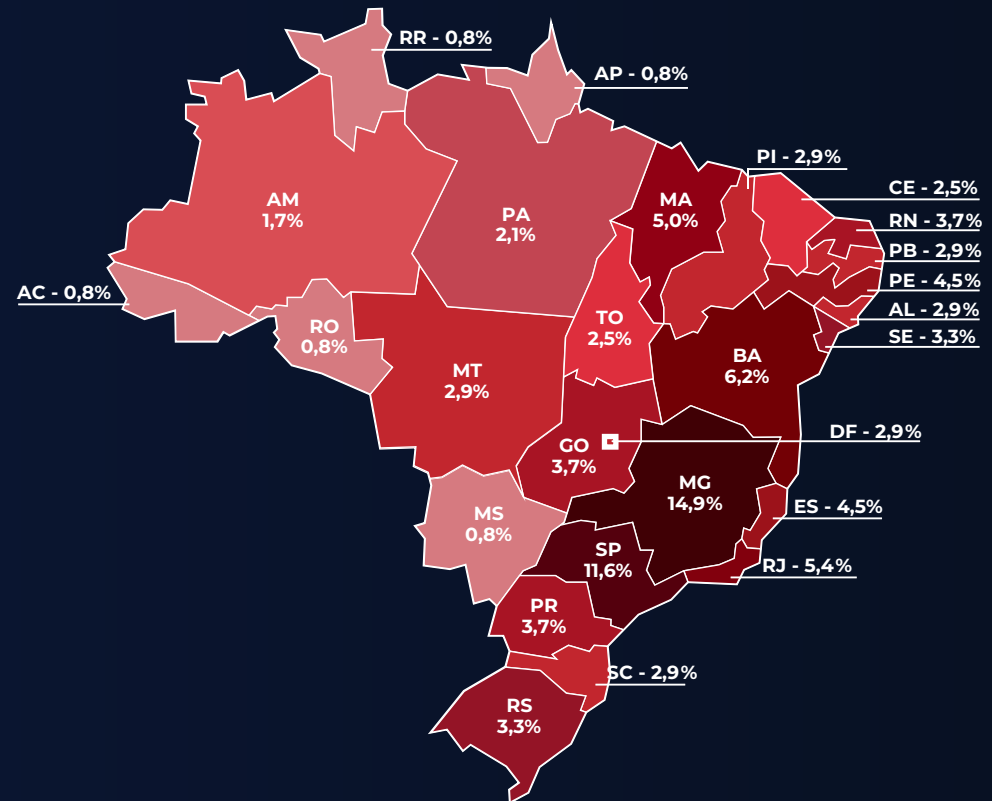 RR - 0,8%
AP - 0,8%
PI - 2,9%
CE - 2,5%
AM
1,7%
PA
2,1%
MA
5,0%
RN - 3,7%
PB - 2,9%
PE - 4,5%
AC - 0,8%
AL - 2,9%
SE - 3,3%
RO
0,8%
TO
2,5%
BA
6,2%
MT
2,9%
DF - 2,9%
GO
3,7%
MG
14,9%
ES - 4,5%
MS
0,8%
SP
11,6%
RJ - 5,4%
PR
3,7%
SC - 2,9%
RS
3,3%